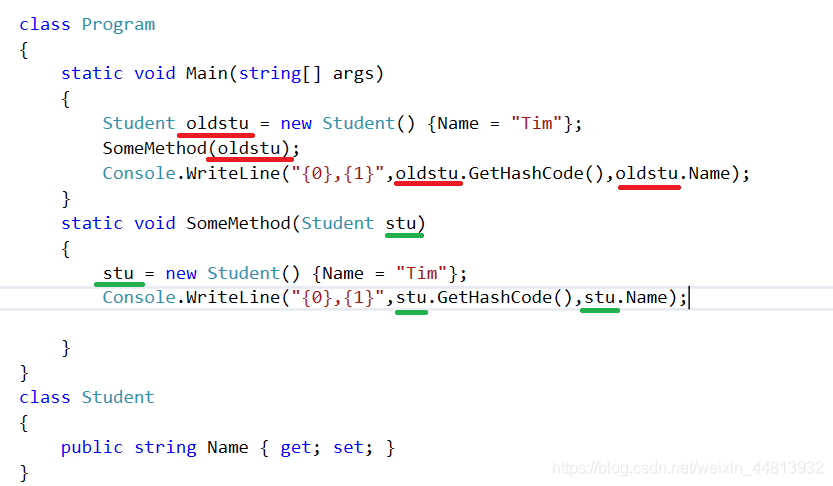 class Program
{
    static void Main(string[] args)
    {
        Student oldstu = new Student() {Name = "Tim"};
        SomeMethod(oldstu);
        Console.WriteLine("{0},{1}",oldstu.GetHashCode(),oldstu.Name);
    }
    static void SomeMethod(Student stu)
    {
        stu = new Student() {Name = "Tim"};
        Console.WriteLine("{0},{1}",stu.GetHashCode(),stu.Name);
    }
}
class Student
{
    public string Name { get; set; }
}
https://blog.csdn.net/weixin_44813932